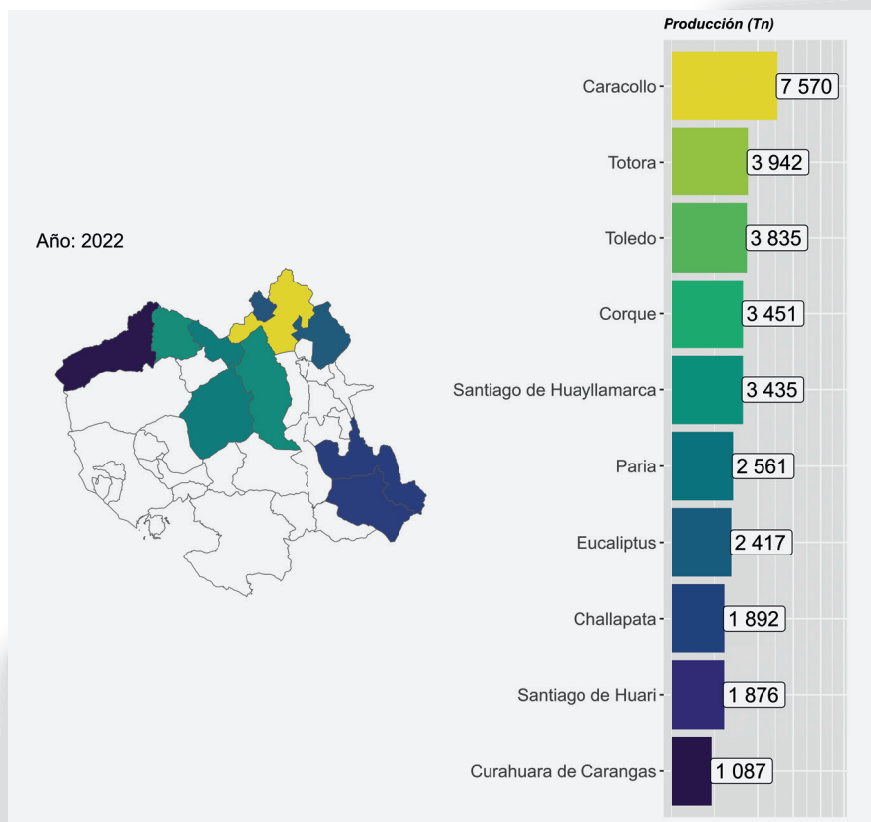 Producción (Tn)
Año: 2022
Caracollo 7 570
Totora 3 942
Toledo 3 835
Corque 3 451
Santiago de Huayllamarca 3 435
Paria 2 561
Eucaliptus 2 417
Challapata 1 892
Santiago de Huari 1 876
Curahuara de Carangas 1 087